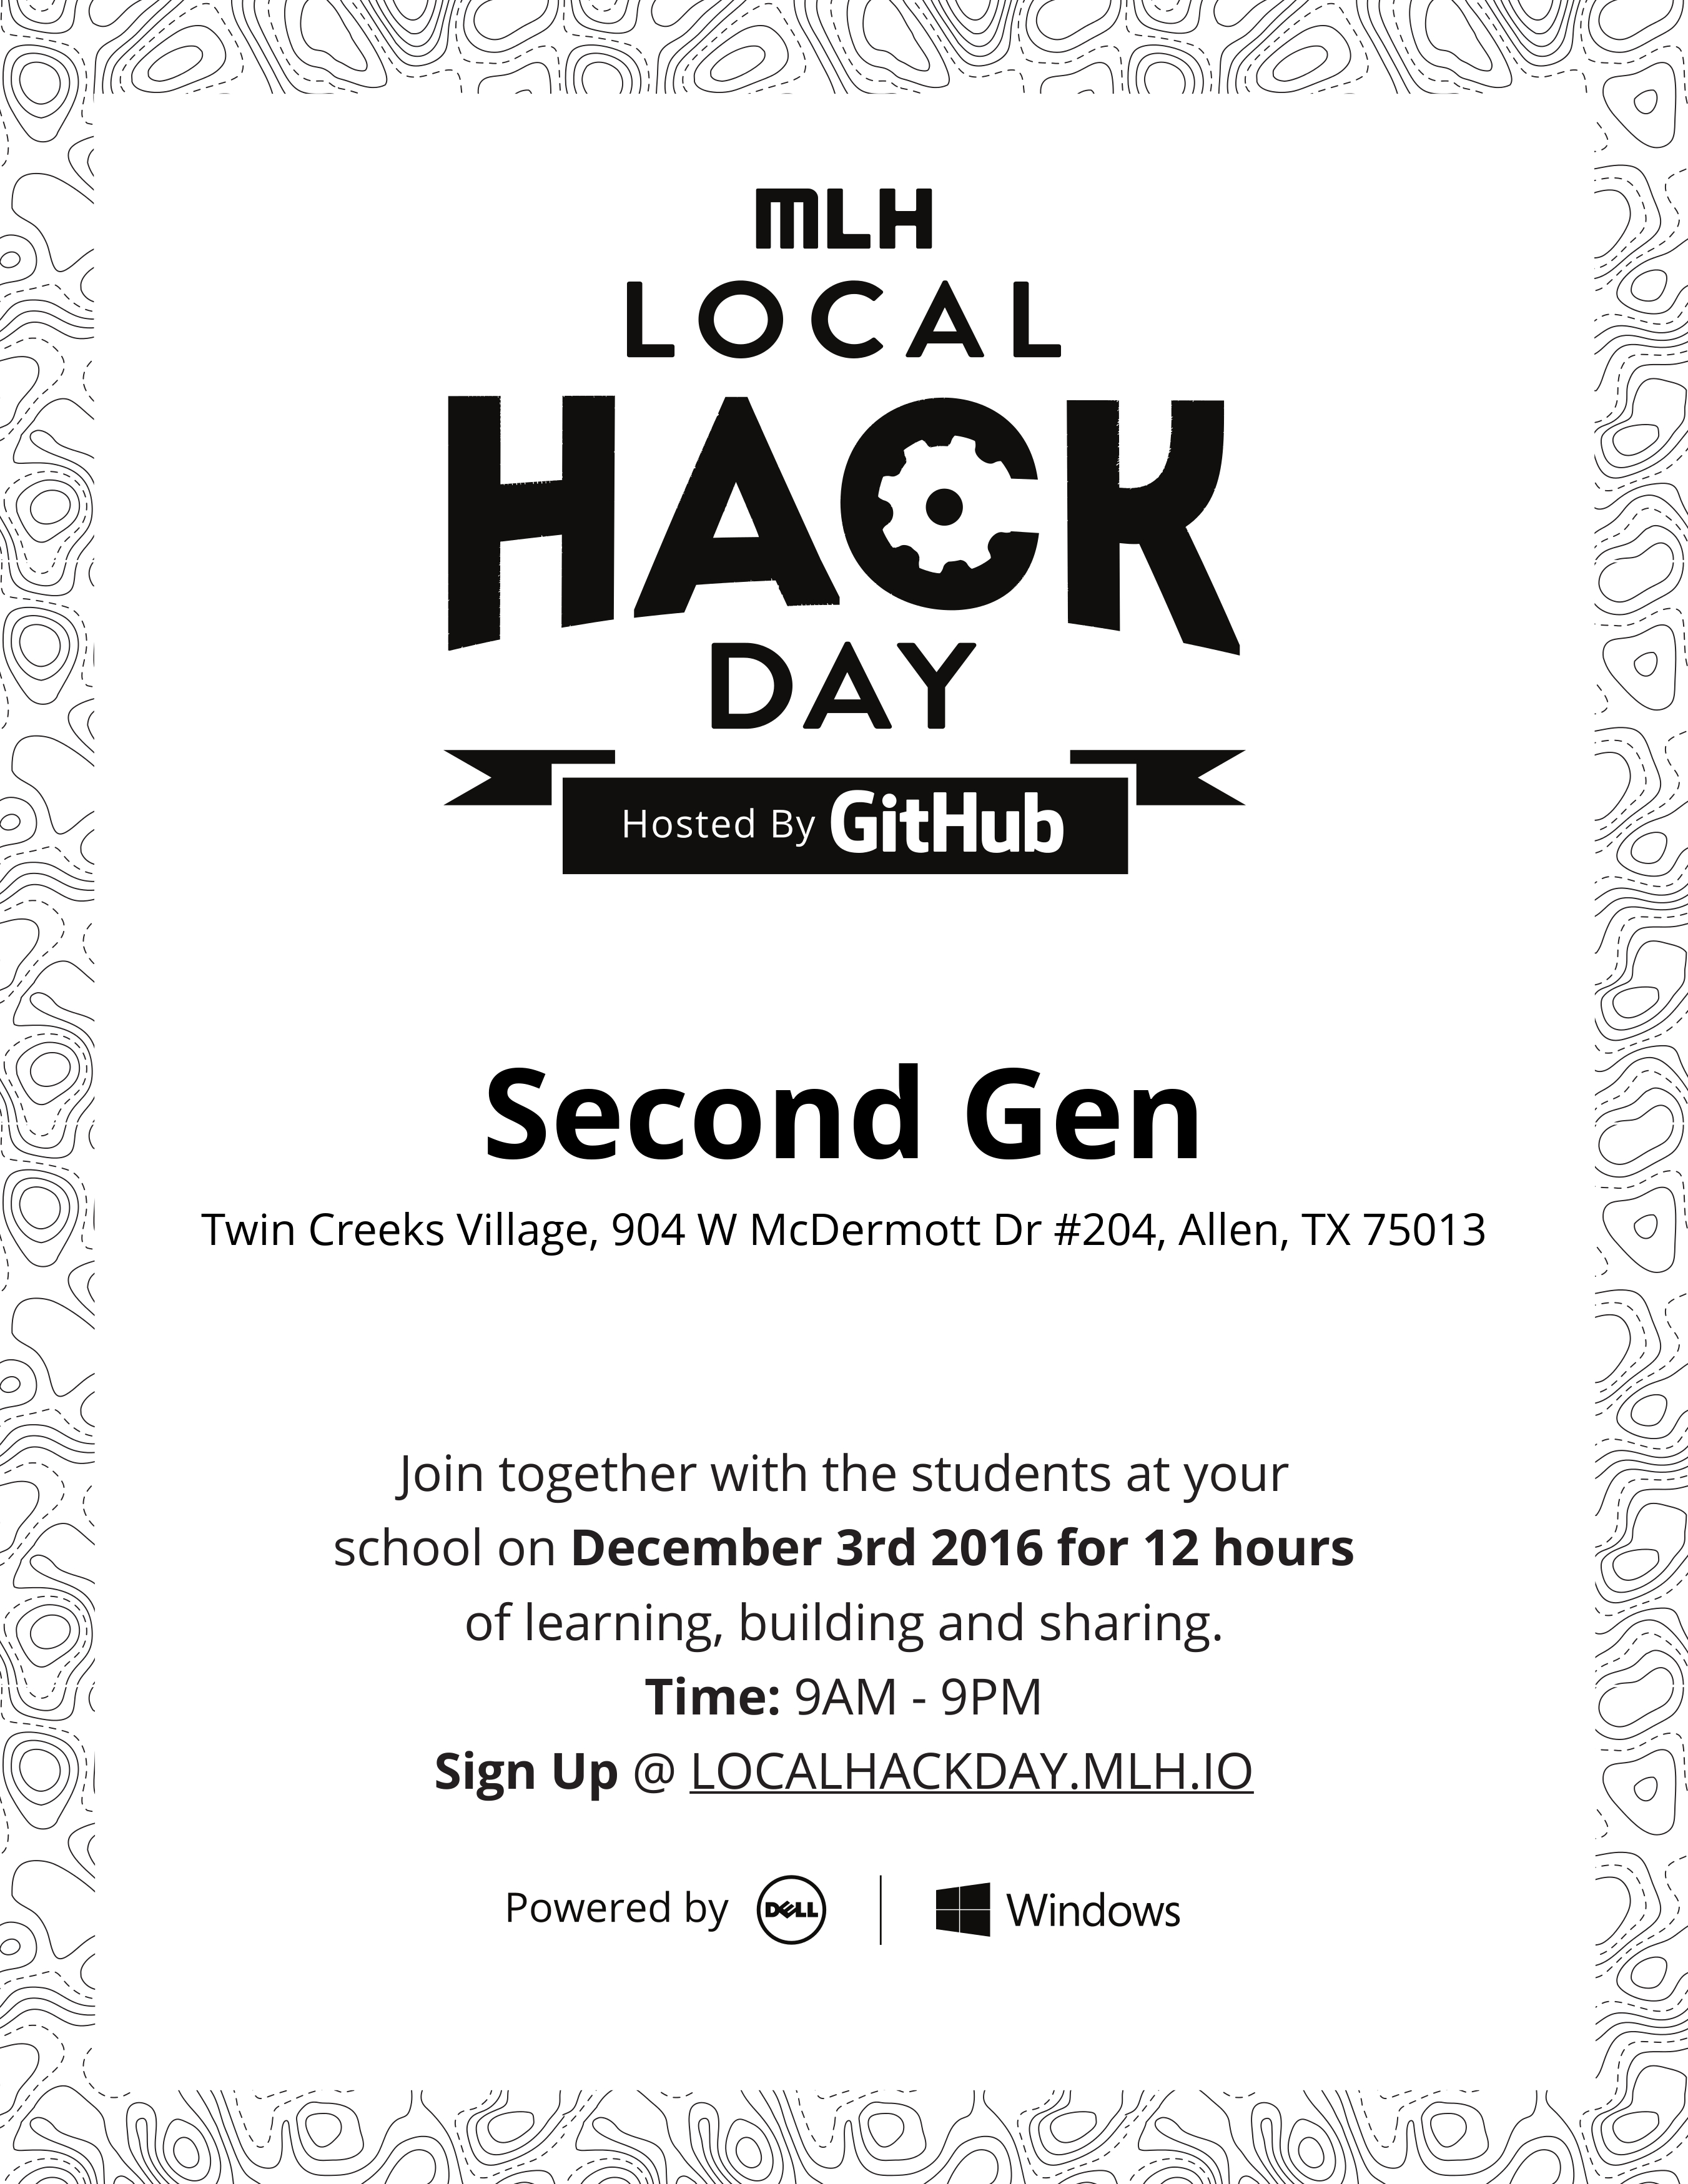 MLH
LOCAL
HACK
DAY
Hosted By GitHub
Second Gen
Twin Creeks Village, 904 W McDermott Dr #204, Allen, TX 75013
Join together with the students at your
school on December 3rd 2016 for 12 hours
of learning, building and sharing.
Time: 9AM - 9PM
Sign Up @ LOCALHACKDAY.MLH.IO
Powered by DELL | Windows